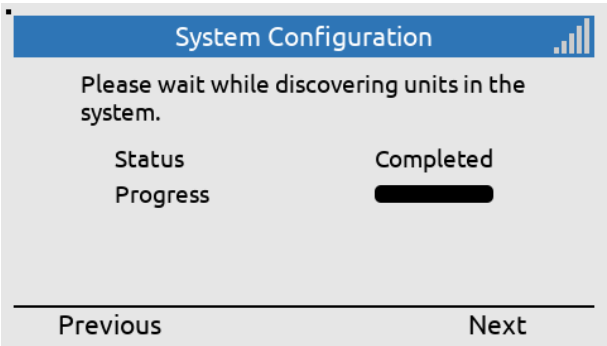 System Configuration
Please wait while discovering units in the
system.
Status Completed
Progress
Previous Next